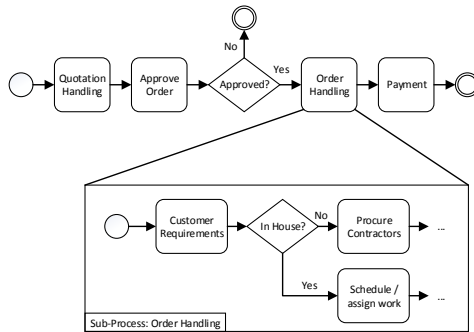 No
Yes
Quotation
Handling
Approve
Order
Approved?
Order
Handling
Payment
Customer
Requirements
In House?
No
Procure
Contractors
...
Yes
Schedule /
assign work
...
Sub-Process: Order Handling